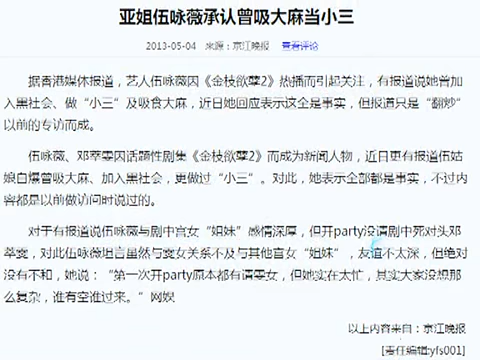 亚姐伍咏薇承认曾吸大麻当小三
2013-05-04 来源：京江晚报 查看评论
据香港媒体报道，艺人伍咏薇因《金枝欲孽2》热播而引起关注，有报道说她曾加
入黑社会、做“小三”及吸食大麻，近日她回应表示这全是事实，但报道只是“翻炒”
以前的专访而成。
伍咏薇、邓萃雯因话题性剧集《金枝欲孽2》而成为新闻人物，近日更有报道伍姑
娘自爆曾吸大麻、加入黑社会，更做过“小三”。对此，她表示全部都是事实，不过内
容都是以前做访问时说过的。
对于有报道说伍咏薇与剧中宫女“姐妹”感情深厚，但开party没请剧中死对头邓
萃雯，对此伍咏薇坦言虽然与雯女关系不及与其他宫女“姐妹”，友谊不太深，但绝对
没有不和，她说：“第一次开party原本都有请雯女，但她实在太忙，其实大家没想那
么复杂，谁有空谁过来。”网娱
以上内容来自：京江晚报
[责任编辑:yfs001]